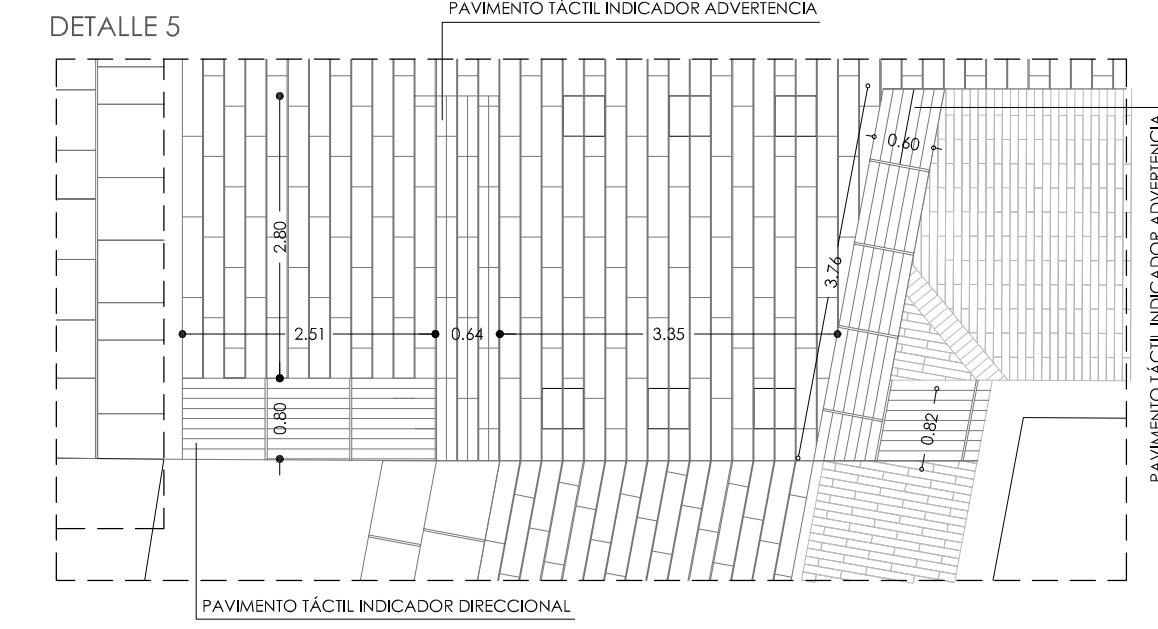 PAVIMENTO TÁCTIL INDICADOR ADVERTENCIA
DETALLE 5
0.60
2.80
3.76
2.51
0.64
3.35
0.80
0.82
PAVIMENTO TÁCTIL INDICADOR ADVERTENCIA
PAVIMENTO TÁCTIL INDICADOR DIRECCIONAL